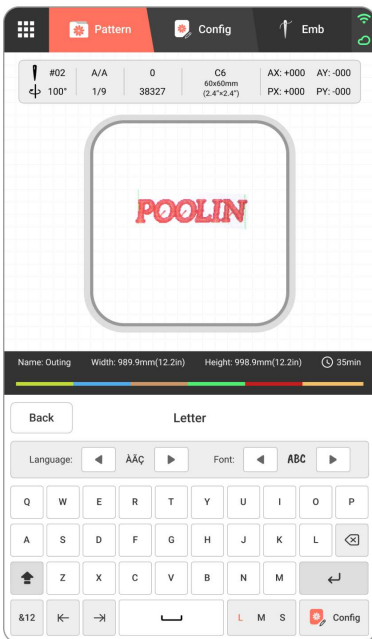 Pattern Config Emb
#02 A/A 0 C6 AX: +000 AY: -000
60x60mm
100° 1/9 38327 (2.4"×2.4") PX: +000 PY: -000
POOLIN
Name: Outing Width: 989.9mm(12.2in) Height: 998.9mm(12.2in) 35min
Back Letter
Language: ÀÃÇ Font: ABC
Q W E R T Y U I O P
A S D F G H J K L
Z X C V B N M
&12 L M S Config